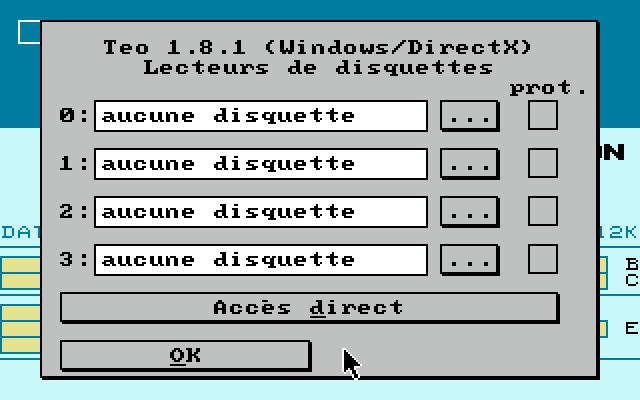 Teo 1.8.1 (Windows/DirectX)
Lecteurs de disquettes
prot.
0: aucune disquette ...
1: aucune disquette ...
2: aucune disquette ...
3: aucune disquette ...
Accès direct
OK